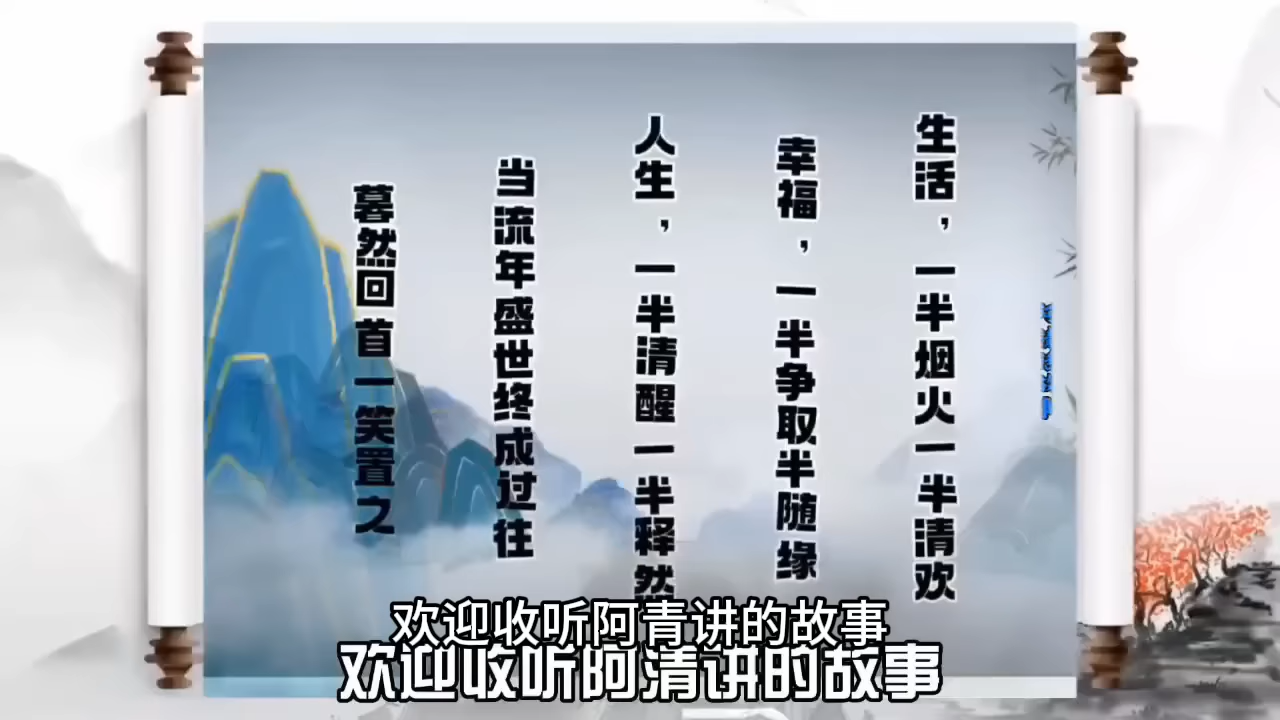 生活，一半烟火一半清欢
幸福，一半争取半随缘
人生，一半清醒一半释然
当流年盛世终成过往
暮然回首一笑置之
欢迎收听阿青讲的故事
欢迎收听阿清讲的故事